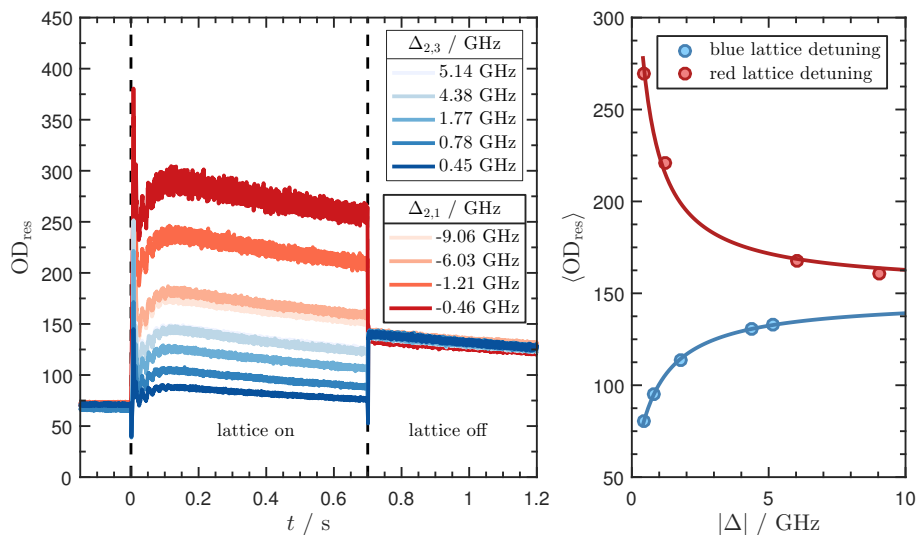 450
400
350
300
250
200
150
100
50
0
OD_res
0
0.2
0.4
0.6
0.8
1
1.2
t / s
lattice on
lattice off
Δ_2,3 / GHz
5.14 GHz
4.38 GHz
1.77 GHz
0.78 GHz
0.45 GHz
Δ_2,1 / GHz
-9.06 GHz
-6.03 GHz
-1.21 GHz
-0.46 GHz
300
250
200
150
100
50
⟨OD_res⟩
0
5
10
|Δ| / GHz
blue lattice detuning
red lattice detuning